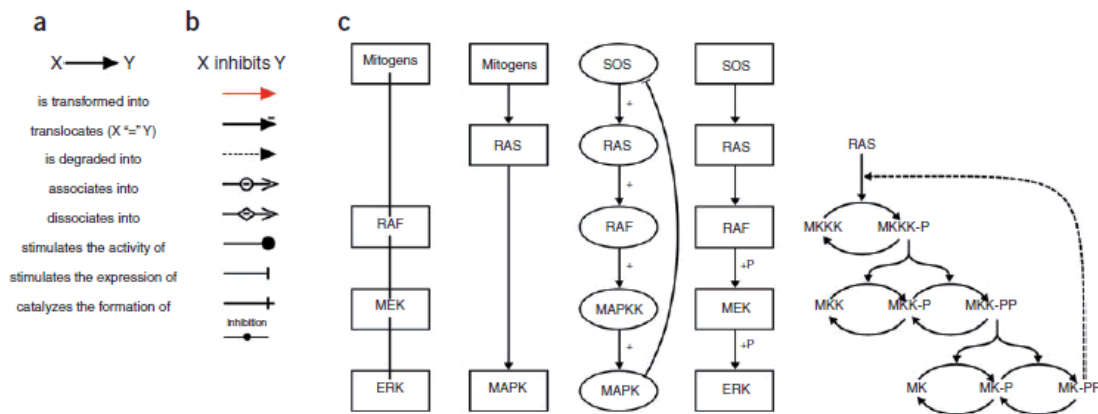 a
X Y
is transformed into
translocates (X “=” Y)
is degraded into
associates into
dissociates into
stimulates the activity of
stimulates the expression of
catalyzes the formation of
b
X inhibits Y
Inhibition
c
Mitogens
RAF
MEK
ERK
Mitogens
RAS
MAPK
SOS
+
RAS
+
RAF
+
MAPKK
+
MAPK
SOS
RAS
RAF
+P
MEK
+P
ERK
RAS
MKKK MKKK-P
MKK MKK-P MKK-PP
MK MK-P MK-PP